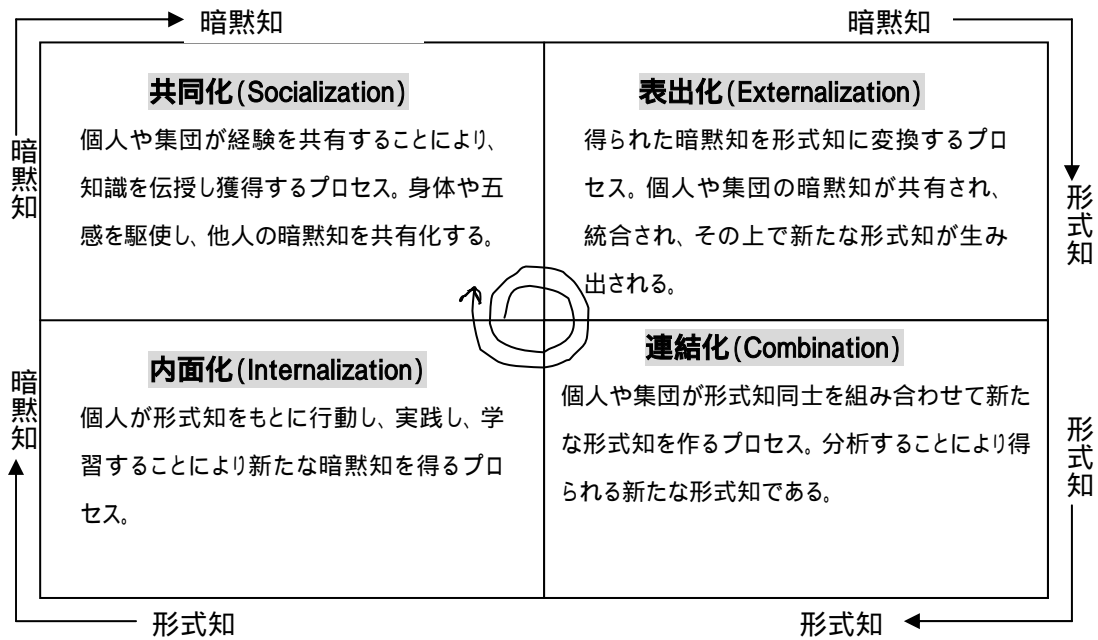 暗黙知
暗黙知
暗黙知
共同化(Socialization)
個人や集団が経験を共有することにより、
知識を伝授し獲得するプロセス。身体や五
感を駆使し、他人の暗黙知を共有化する。
表出化(Externalization)
得られた暗黙知を形式知に変換するプロ
セス。個人や集団の暗黙知が共有され、
統合され、その上で新たな形式知が生み
出される。
形式知
暗黙知
内面化(Internalization)
個人が形式知をもとに行動し、実践し、学
習することにより新たな暗黙知を得るプロ
セス。
連結化(Combination)
個人や集団が形式知同士を組み合わせて新た
な形式知を作るプロセス。分析することにより得
られる新たな形式知である。
形式知
形式知
形式知